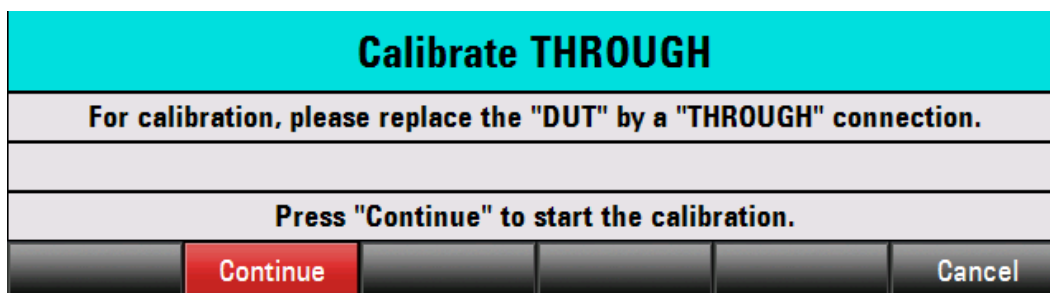 Calibrate THROUGH
For calibration, please replace the "DUT" by a "THROUGH" connection.
Press "Continue" to start the calibration.
Continue Cancel